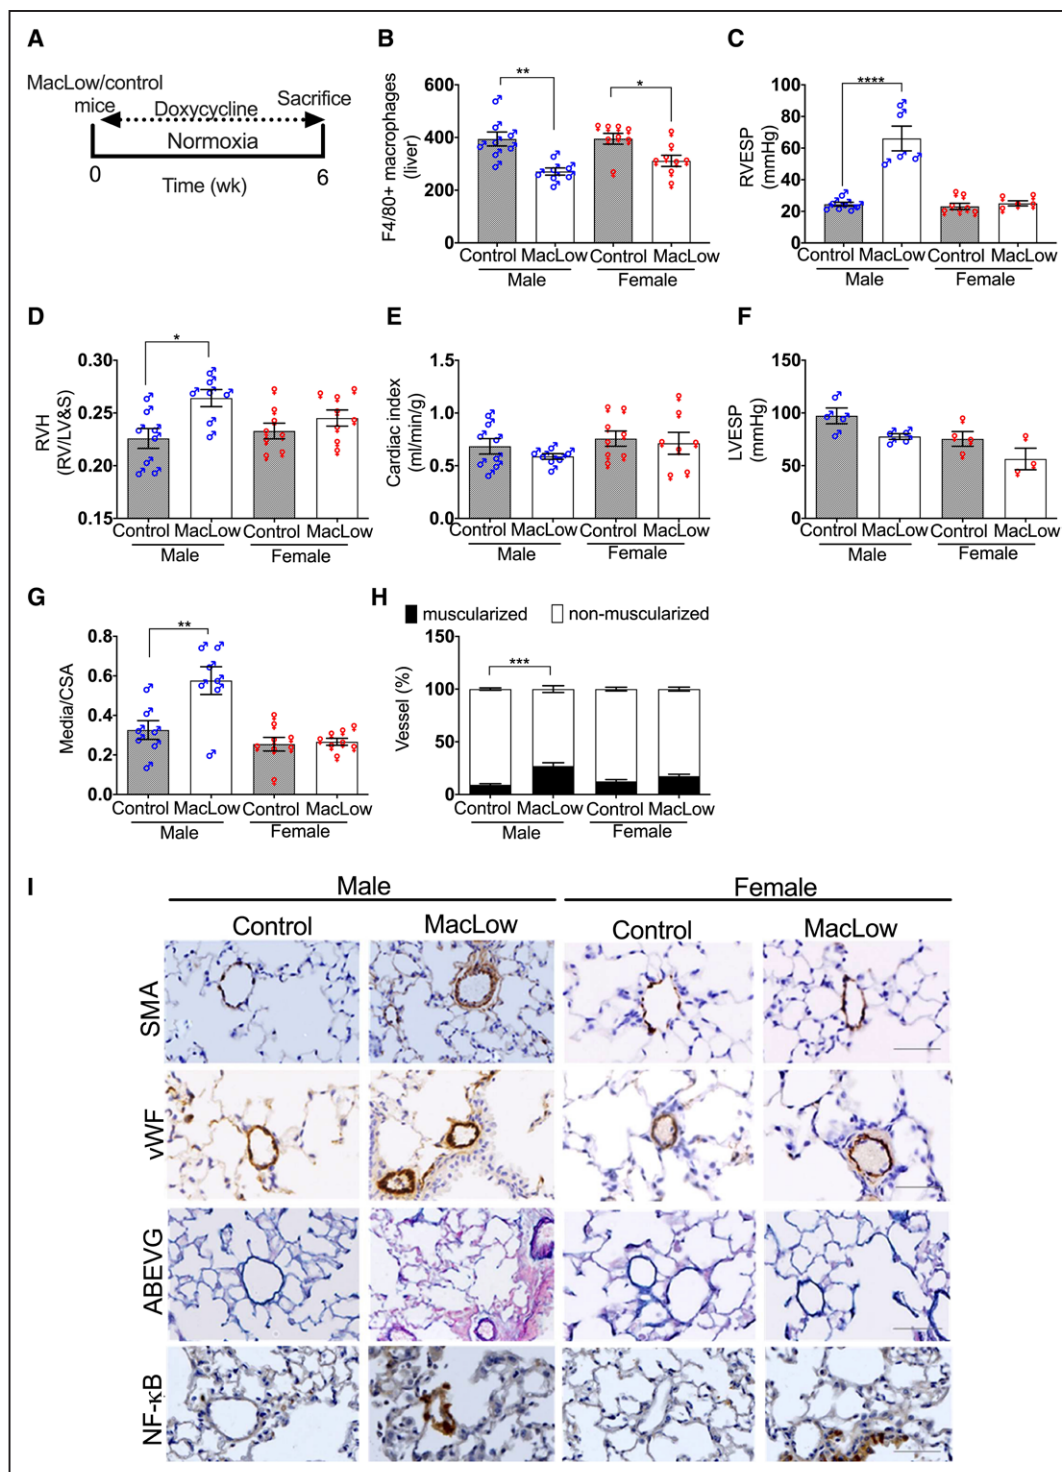 A
MacLow/control
mice
Doxycycline
Sacrifice
Normoxia
0
6
Time (wk)
B
F4/80+ macrophages
(liver)
600
400
200
0
**
*
Control MacLow Control MacLow
Male Female
C
RVESP
(mmHg)
100
80
60
40
20
0
****
Control MacLow Control MacLow
Male Female
D
RVH
(RV/LV&S)
0.30
0.25
0.20
0.15
*
Control MacLow Control MacLow
Male Female
E
Cardiac index
(ml/min/g)
1.5
1.0
0.5
0.0
Control MacLow Control MacLow
Male Female
F
LVESP
(mmHg)
150
100
50
0
Control MacLow Control MacLow
Male Female
G
Media/CSA
0.8
0.6
0.4
0.2
0.0
**
Control MacLow Control MacLow
Male Female
H
muscularized non-muscularized
Vessel (%)
150
100
50
0
***
Control MacLow Control MacLow
Male Female
I
Male Female
Control MacLow Control MacLow
SMA
vWF
ABEVG
NF-κB